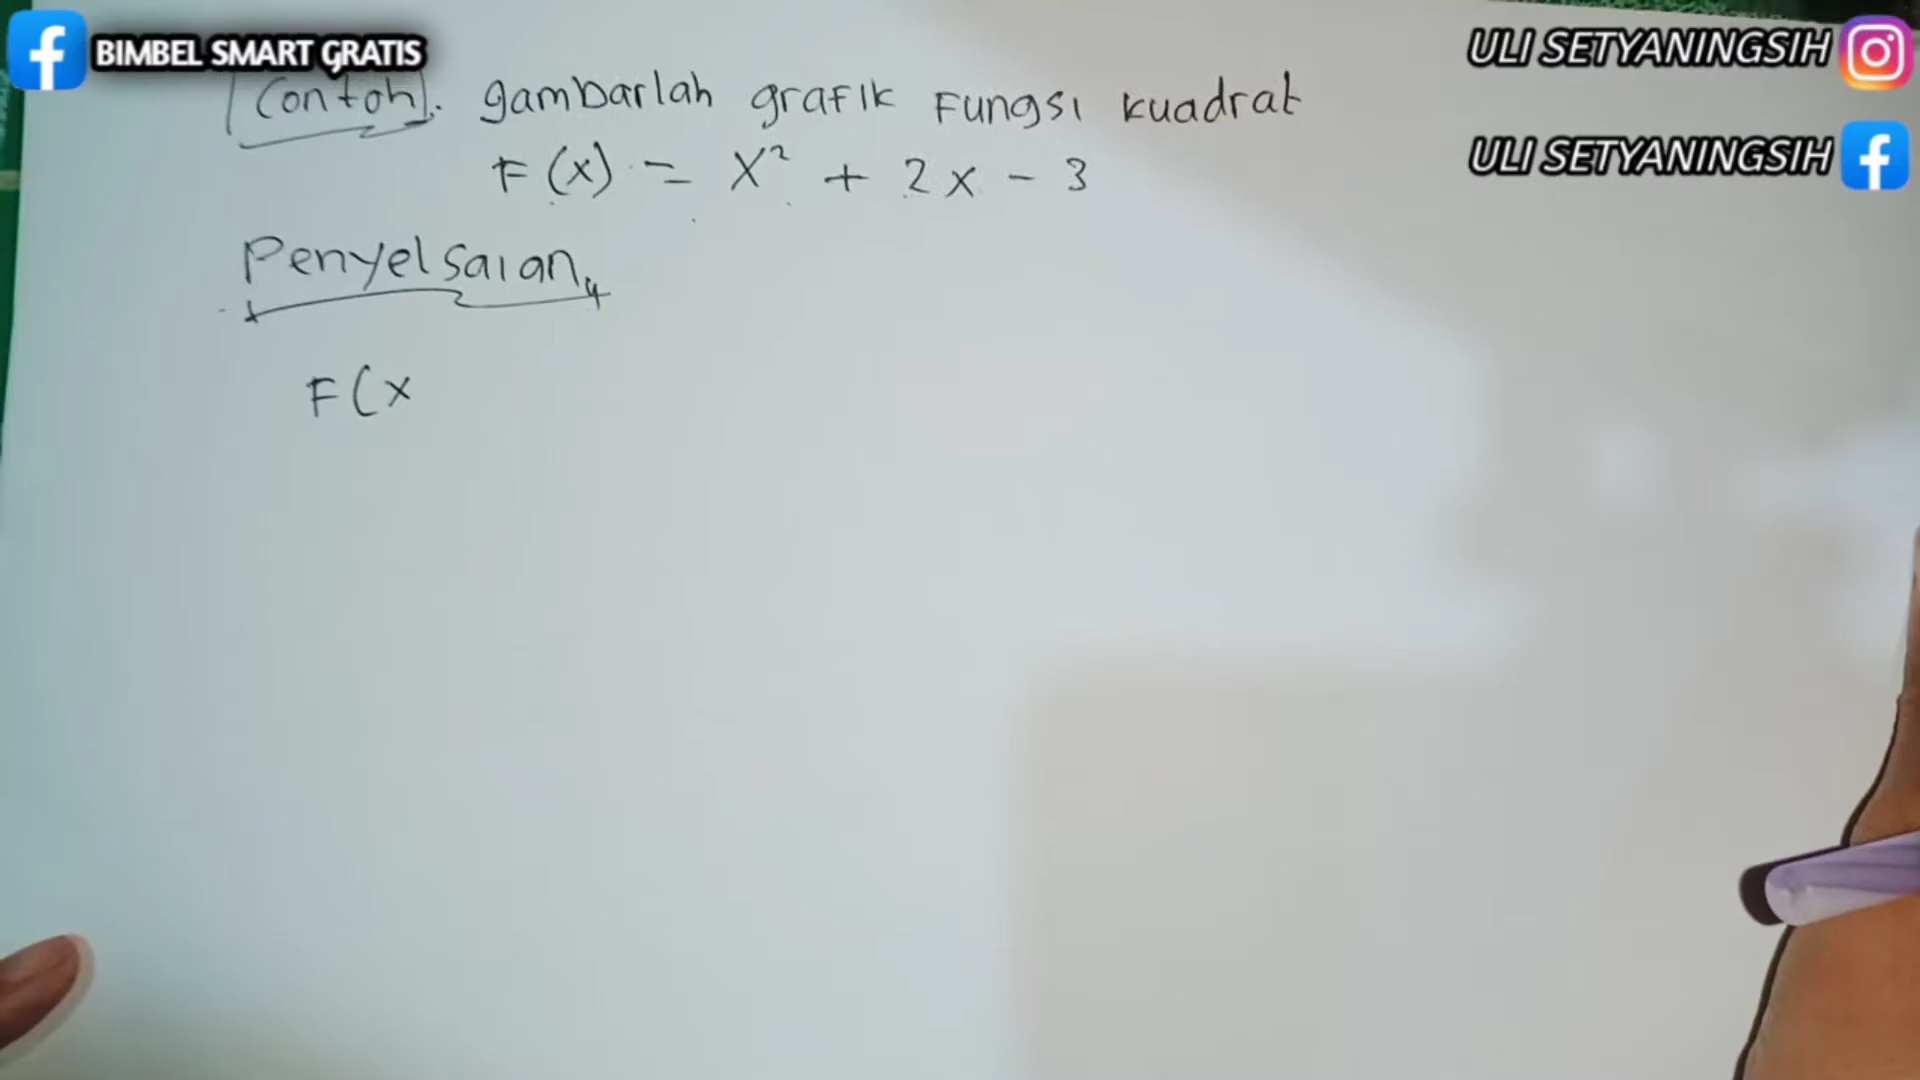 BIMBEL SMART GRATIS
ULI SETYANINGSIH
ULI SETYANINGSIH
Contoh. gambarlah grafik Fungsi kuadrat
F(x) = x² + 2x - 3
Penyelsaian
F(x